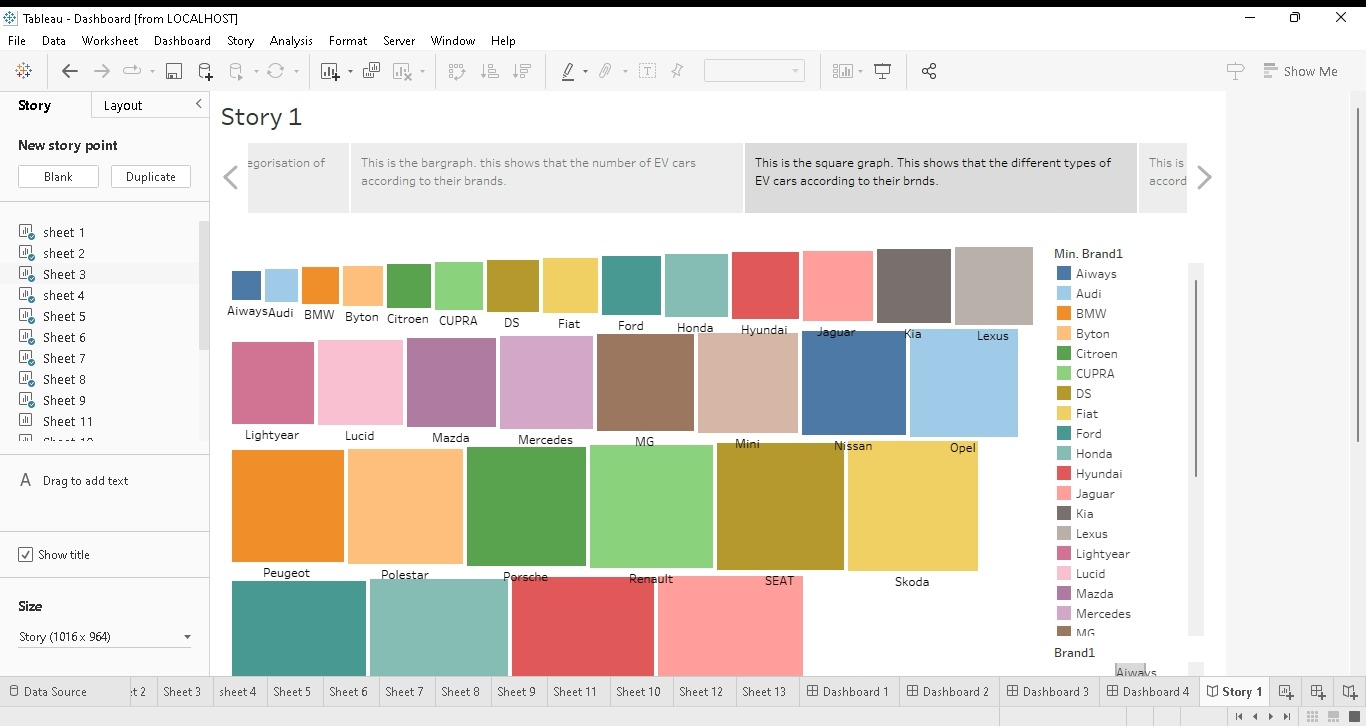 Tableau - Dashboard [from LOCALHOST]
File Data Worksheet Dashboard Story Analysis Format Server Window Help
Show Me
Story Layout
New story point
Blank Duplicate
sheet 1
sheet 2
Sheet 3
sheet 4
Sheet 5
Sheet 6
Sheet 7
Sheet 8
Sheet 9
Sheet 11
A Drag to add text
Show title
Size
Story (1016 x 964)
Story 1
egorisation of
This is the bargraph. this shows that the number of EV cars
according to their brands.
This is the square graph. This shows that the different types of
EV cars according to their brnds.
This is
accord
Aiways Audi BMW Byton Citroen CUPRA DS Fiat Ford Honda Hyundai Jaguar Kia Lexus
Lightyear Lucid Mazda Mercedes MG Mini Nissan Opel
Peugeot Polestar Porsche Renault SEAT Skoda
Min. Brand1
Aiways
Audi
BMW
Byton
Citroen
CUPRA
DS
Fiat
Ford
Honda
Hyundai
Jaguar
Kia
Lexus
Lightyear
Lucid
Mazda
Mercedes
MG
Brand1
Aiways
Data Source et 2 Sheet 3 sheet 4 Sheet 5 Sheet 6 Sheet 7 Sheet 8 Sheet 9 Sheet 11 Sheet 10 Sheet 12 Sheet 13 Dashboard 1 Dashboard 2 Dashboard 3 Dashboard 4 Story 1